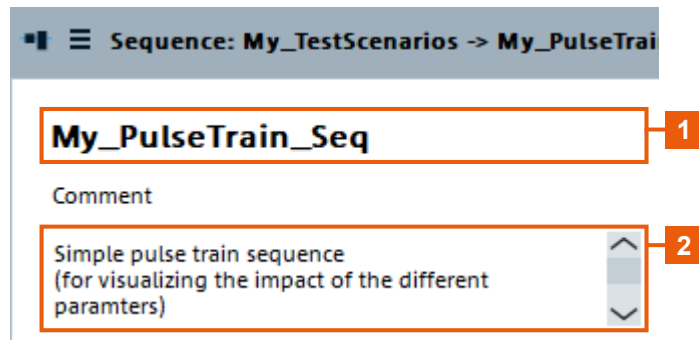 Sequence: My_TestScenarios -> My_PulseTrai
My_PulseTrain_Seq
1
Comment
Simple pulse train sequence
(for visualizing the impact of the different
paramters)
2